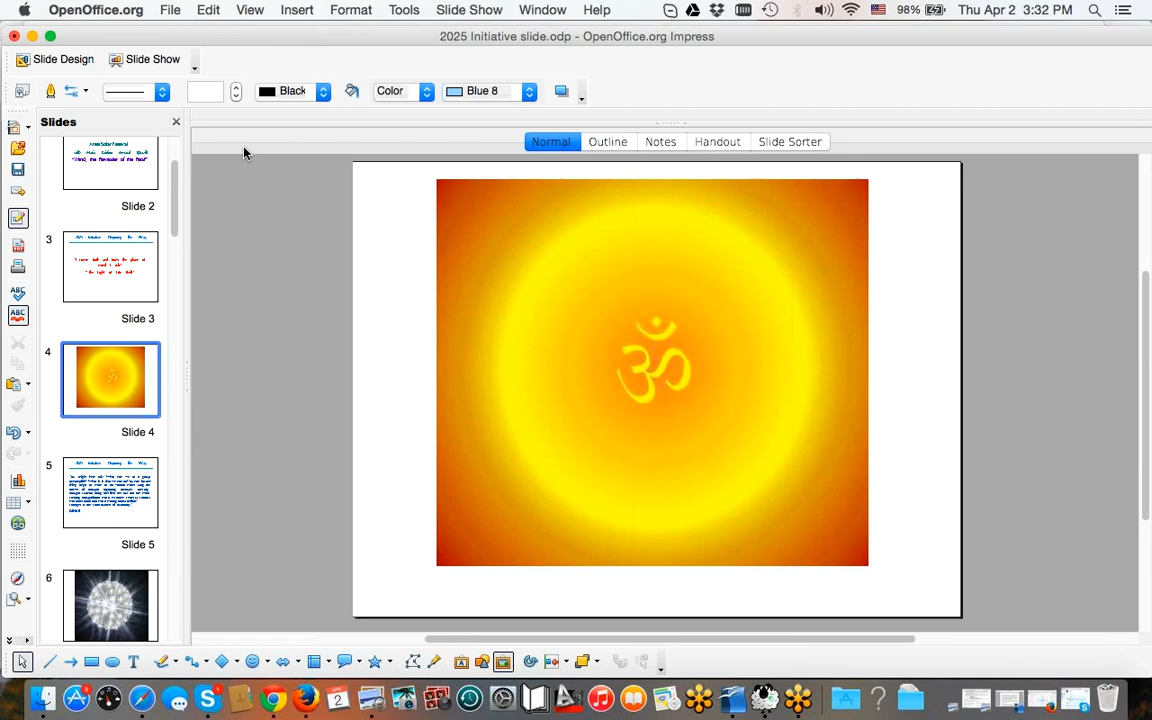 OpenOffice.org File Edit View Insert Format Tools Slide Show Window Help 98% Thu Apr 2 3:32 PM
2025 Initiative slide.odp - OpenOffice.org Impress
Slide Design Slide Show
Black Color Blue 8
Slides
Normal Outline Notes Handout Slide Sorter
Slide 2
3
Slide 3
4
Slide 4
5
Slide 5
6
ॐ